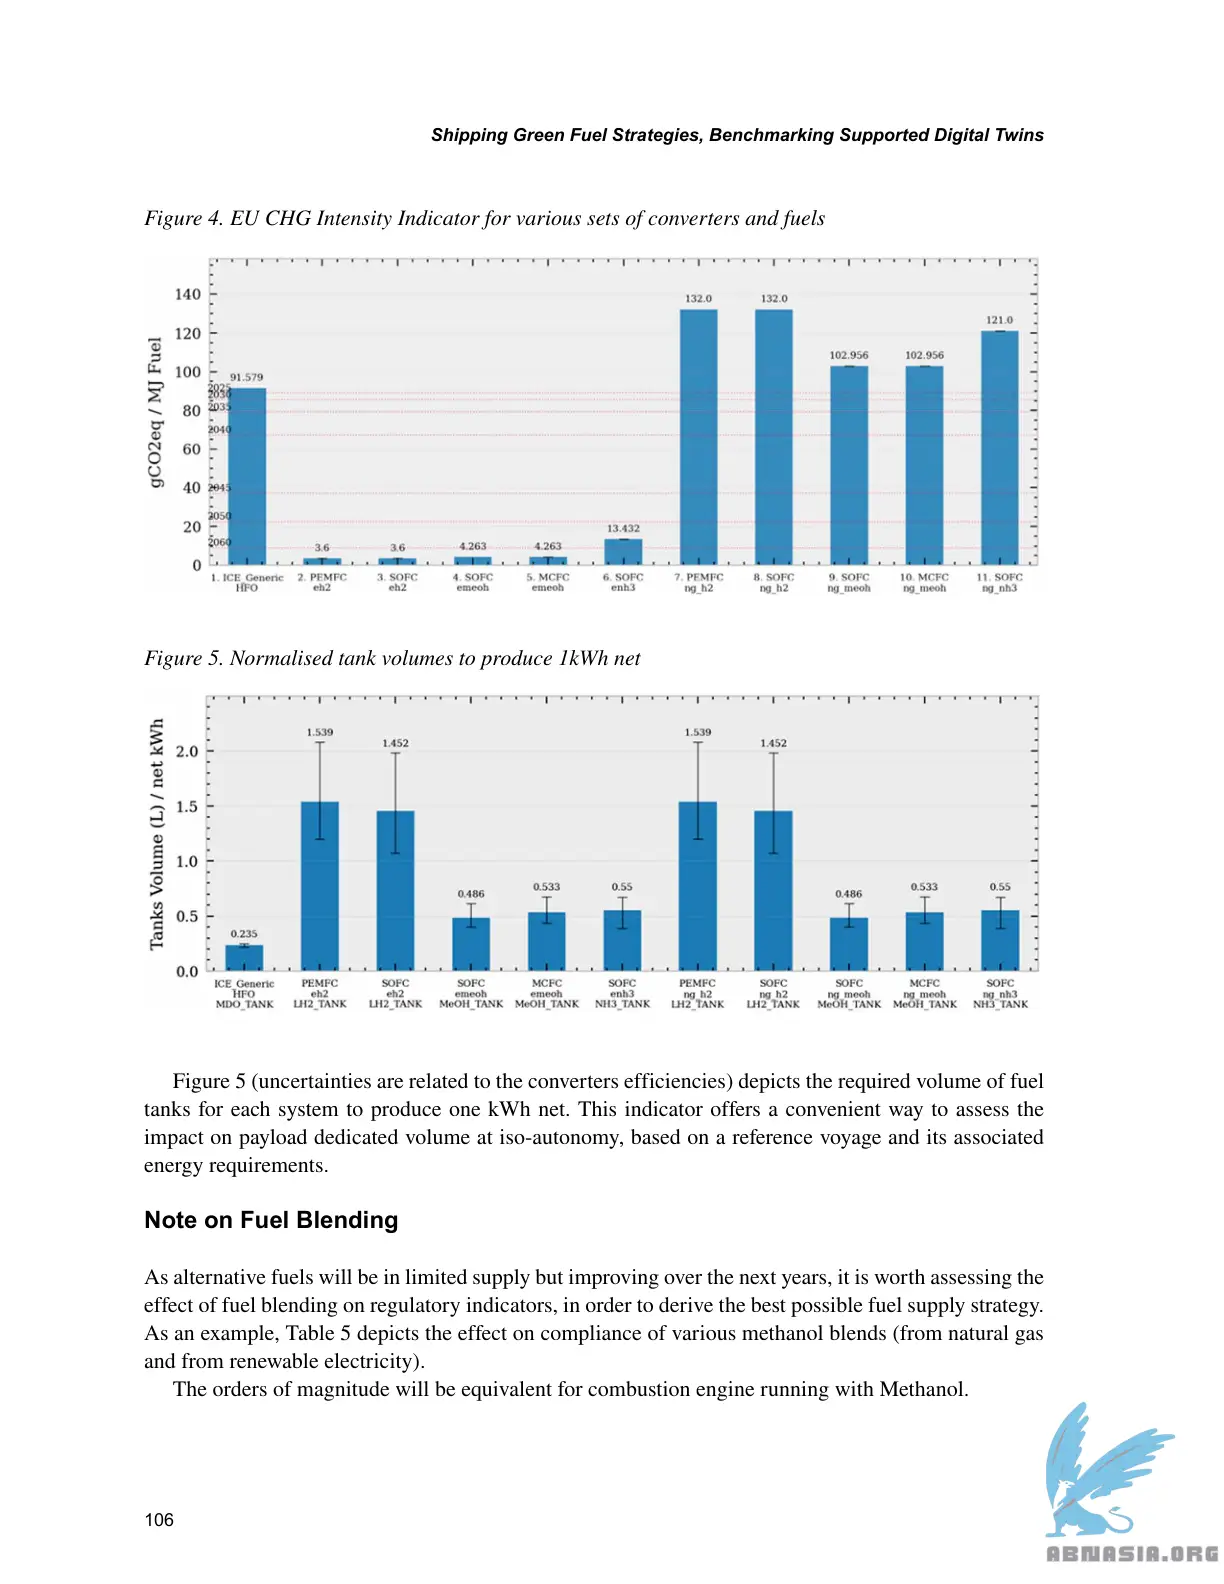 Shipping Green Fuel Strategies, Benchmarking Supported Digital Twins
Figure 4. EU CHG Intensity Indicator for various sets of converters and fuels
gCO2eq / MJ Fuel
140
120
100
80
60
40
20
0
2025
2030
2035
2040
2045
2050
2060
91.579
3.6
3.6
4.263
4.263
13.432
132.0
132.0
102.956
102.956
121.0
1. ICE_Generic
HFO
2. PEMFC
eh2
3. SOFC
eh2
4. SOFC
emeoh
5. MCFC
emeoh
6. SOFC
enh3
7. PEMFC
ng_h2
8. SOFC
ng_h2
9. SOFC
ng_meoh
10. MCFC
ng_meoh
11. SOFC
ng_nh3
Figure 5. Normalised tank volumes to produce 1kWh net
Tanks Volume (L) / net kWh
2.0
1.5
1.0
0.5
0.0
0.235
1.539
1.452
0.486
0.533
0.55
1.539
1.452
0.486
0.533
0.55
ICE_Generic
HFO
MDO_TANK
PEMFC
eh2
LH2_TANK
SOFC
eh2
LH2_TANK
SOFC
emeoh
MeOH_TANK
MCFC
emeoh
MeOH_TANK
SOFC
enh3
NH3_TANK
PEMFC
ng_h2
LH2_TANK
SOFC
ng_h2
LH2_TANK
SOFC
ng_meoh
MeOH_TANK
MCFC
ng_meoh
MeOH_TANK
SOFC
ng_nh3
NH3_TANK
Figure 5 (uncertainties are related to the converters efficiencies) depicts the required volume of fuel
tanks for each system to produce one kWh net. This indicator offers a convenient way to assess the
impact on payload dedicated volume at iso-autonomy, based on a reference voyage and its associated
energy requirements.
Note on Fuel Blending
As alternative fuels will be in limited supply but improving over the next years, it is worth assessing the
effect of fuel blending on regulatory indicators, in order to derive the best possible fuel supply strategy.
As an example, Table 5 depicts the effect on compliance of various methanol blends (from natural gas
and from renewable electricity).
The orders of magnitude will be equivalent for combustion engine running with Methanol.
106
ABNASIA.ORG